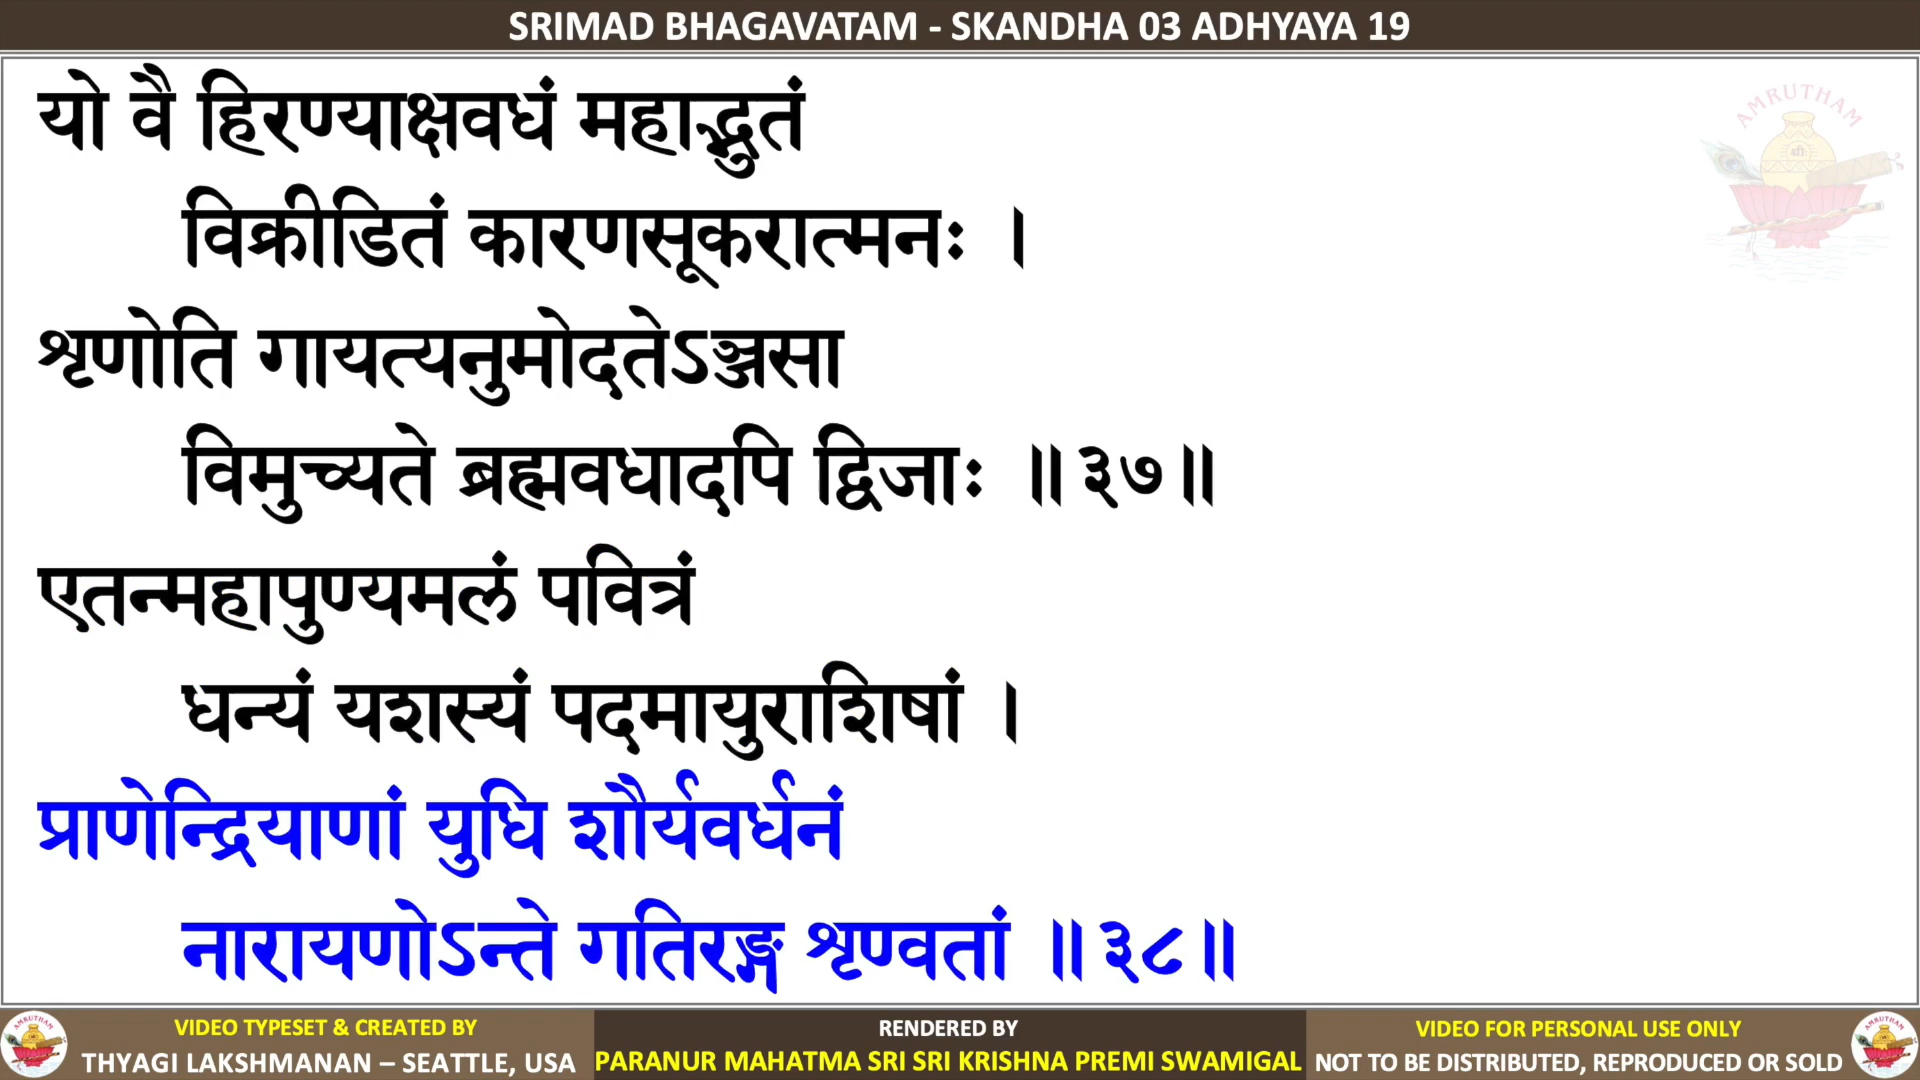 SRIMAD BHAGAVATAM - SKANDHA 03 ADHYAYA 19
AMRUTHAM
श्री
यो वै हिरण्याक्षवधं महाद्भुतं
विक्रीडितं कारणसूकरात्मनः ।
शृणोति गायत्यनुमोदतेऽञ्जसा
विमुच्यते ब्रह्मवधादपि द्विजाः ॥३७॥
एतन्महापुण्यमलं पवित्रं
धन्यं यशस्यं पदमायुराशिषां ।
प्राणेन्द्रियाणां युधि शौर्यवर्धनं
नारायणोऽन्ते गतिरङ्ग शृण्वतां ॥३८॥
AMRUTHAM
VIDEO TYPESET & CREATED BY
THYAGI LAKSHMANAN – SEATTLE, USA
RENDERED BY
PARANUR MAHATMA SRI SRI KRISHNA PREMI SWAMIGAL
VIDEO FOR PERSONAL USE ONLY
NOT TO BE DISTRIBUTED, REPRODUCED OR SOLD
AMRUTHAM